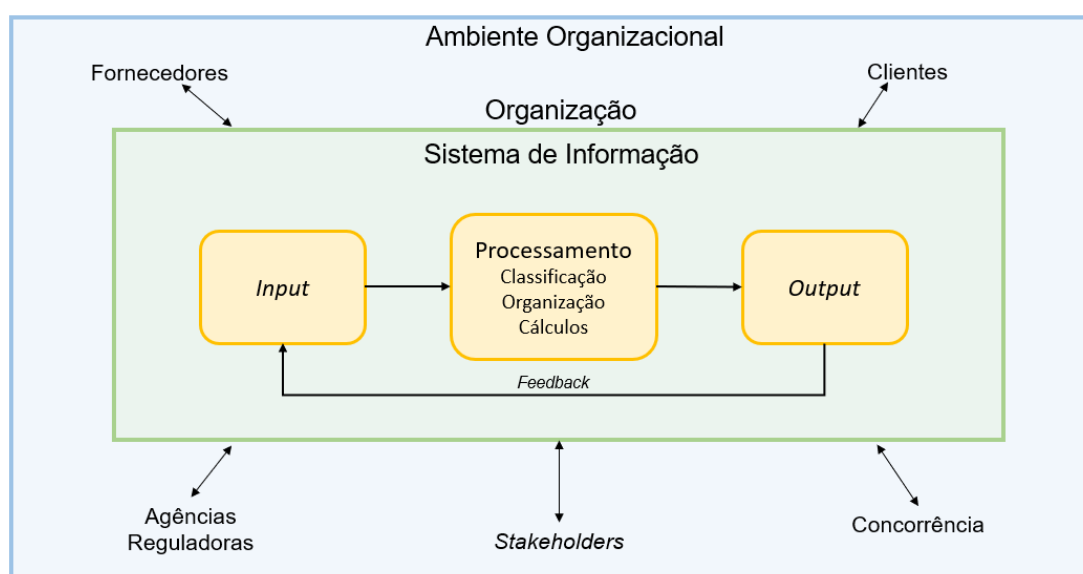 Ambiente Organizacional
Fornecedores
Clientes
Organização
Sistema de Informação
Input
Processamento
Classificação
Organização
Cálculos
Output
Feedback
Agências
Reguladoras
Stakeholders
Concorrência